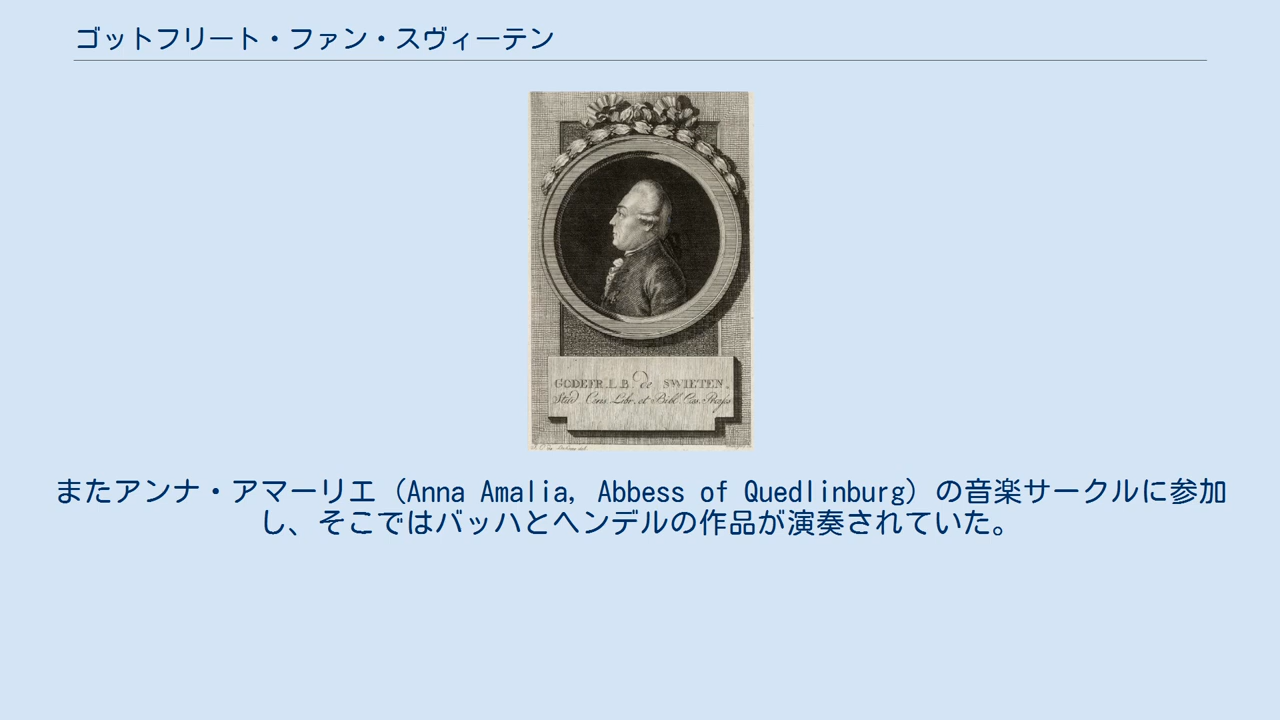 ゴットフリート・ファン・スヴィーテン
GODEFR.L.B. de SWIETEN.
et Bibl.
またアンナ・アマーリエ（Anna Amalia, Abbess of Quedlinburg）の音楽サークルに参加
し、そこではバッハとヘンデルの作品が演奏されていた。